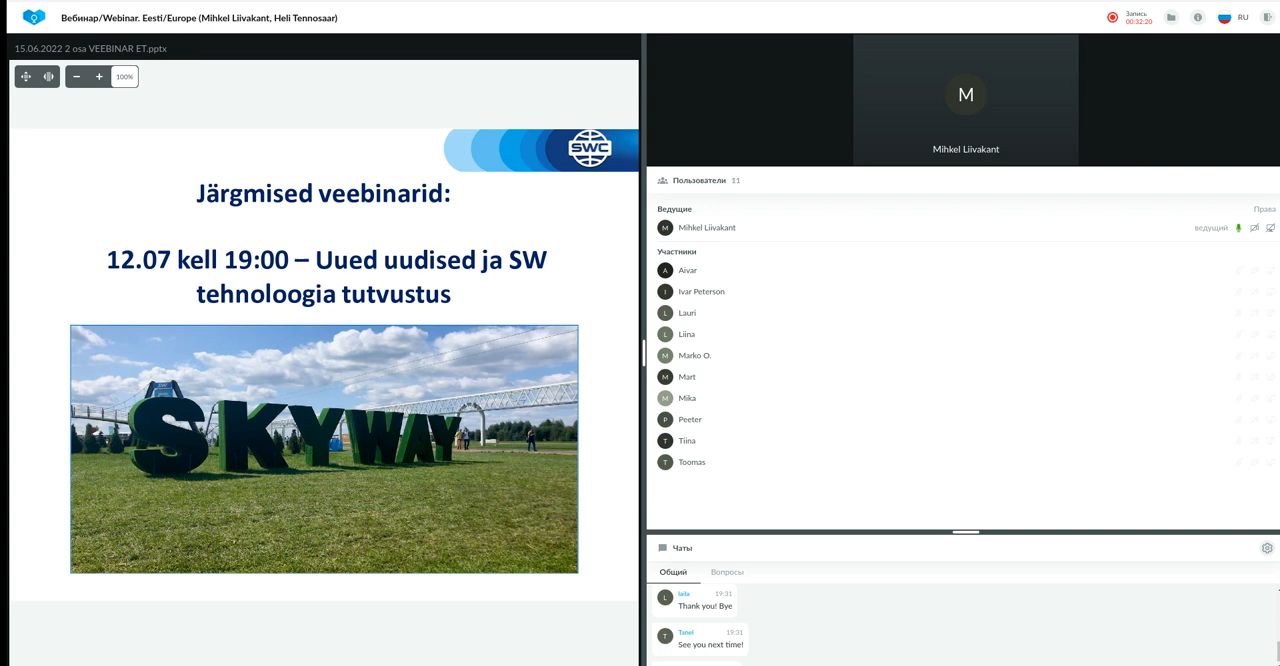 Вебинар/Webinar. Eesti/Europe (Mihkel Liivakant, Heli Tennosaar)
Запись
00:32:20
RU
15.06.2022 2 osa VEEBINAR ET.pptx
100%
SWC
Järgmised veebinarid:
12.07 kell 19:00 – Uued uudised ja SW
tehnoloogia tutvustus
SKYWAY
M
Mihkel Liivakant
Пользователи 11
Ведущие Права
M Mihkel Liivakant ведущий
Участники
A Aivar
I Ivar Peterson
L Lauri
L Liina
M Marko O.
M Mart
M Mika
P Peeter
T Tiina
T Toomas
Чаты
Общий Вопросы
L laila 19:31
Thank you! Bye
T Tanel 19:31
See you next time!